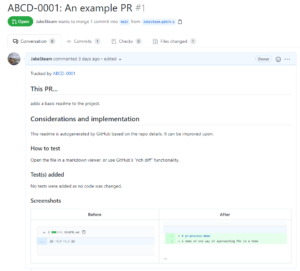 ABCD-0001: An example PR #1
Open JakeSteam wants to merge 1 commit into main from
Conversation 0 Commits 1 Checks 0 Files changed 1
JakeSteam commented 3 days ago • edited
Owner
Tracked by ABCD-0001
This PR...
adds a basic readme to the project.
Considerations and implementation
This readme is autogenerated by GitHub based on the repo details. It can be improved upon.
How to test
Open the file in a markdown viewer, or use GitHub's "rich diff" functionality.
Test(s) added
No tests were added as no code was changed.
Screenshots
Before After